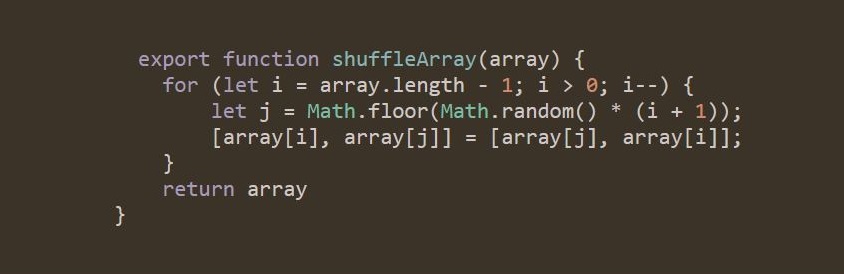 export function shuffleArray(array) {
for (let i = array.length - 1; i > 0; i--) {
let j = Math.floor(Math.random() * (i + 1));
[array[i], array[j]] = [array[j], array[i]];
}
return array
}